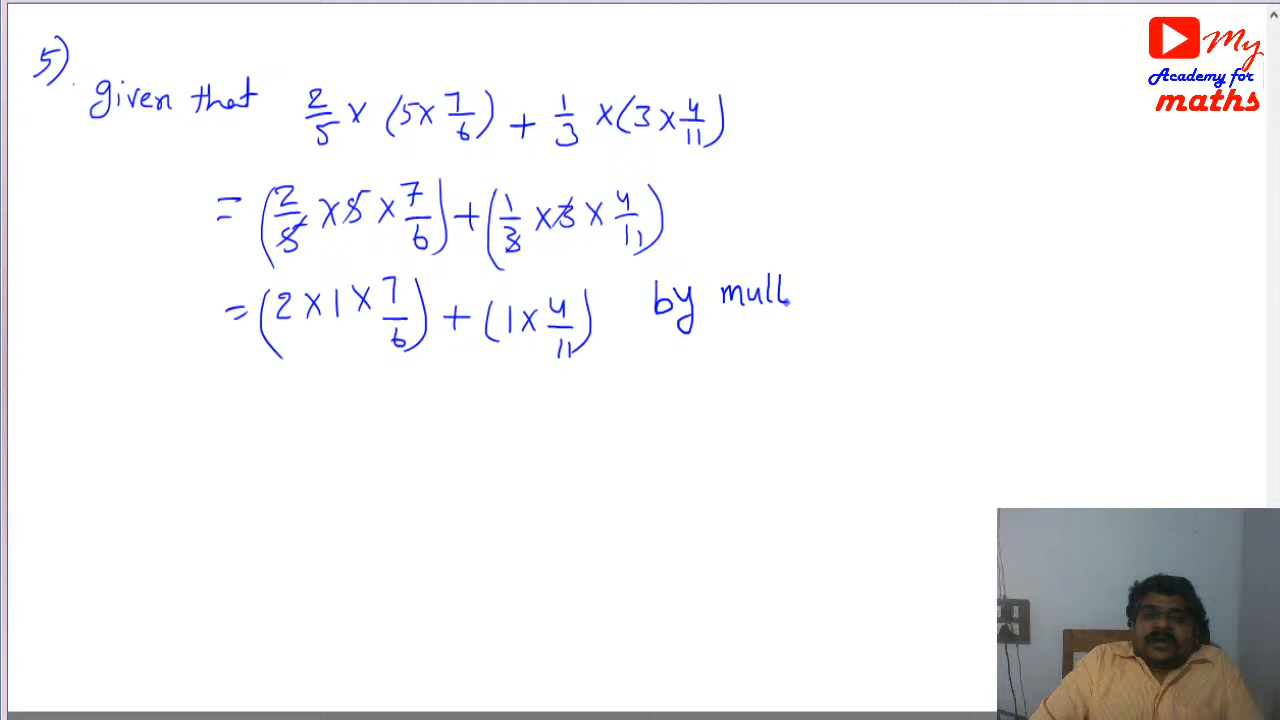 5)
given that 2/5 × (5 × 7/6) + 1/3 × (3 × 4/11)
= (2/5 × 5 × 7/6) + (1/3 × 3 × 4/11)
= (2 × 1 × 7/6) + (1 × 4/11) by mull
My
Academy for
maths